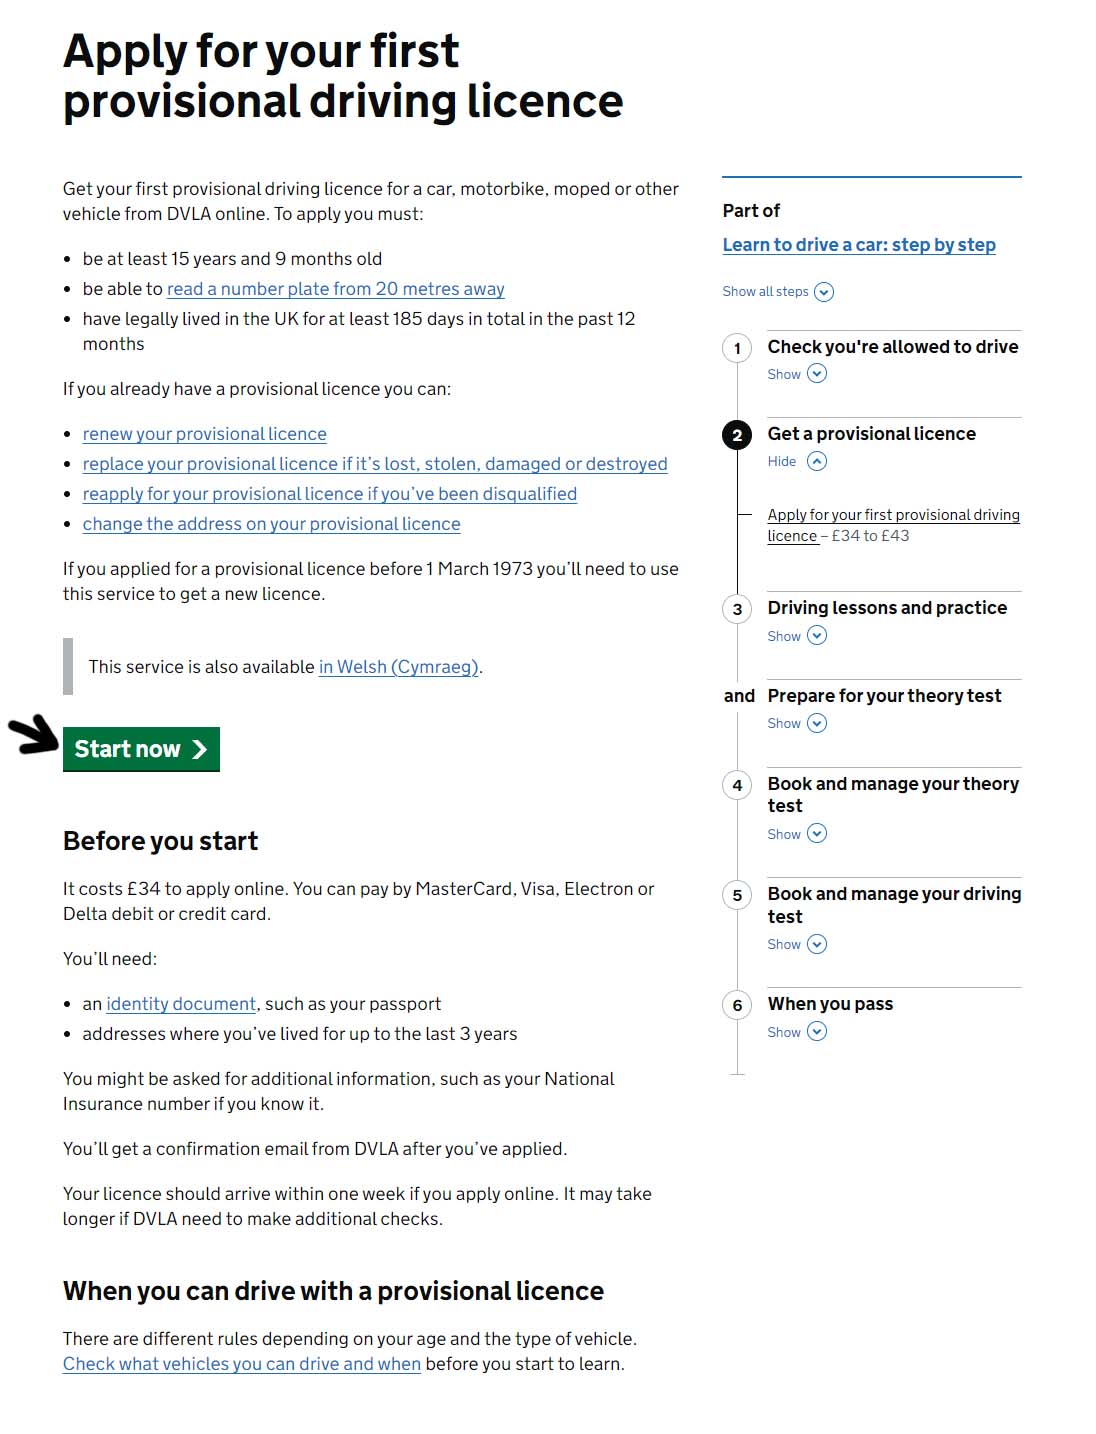 Apply for your first
provisional driving licence
Get your first provisional driving licence for a car, motorbike, moped or other
vehicle from DVLA online. To apply you must:
• be at least 15 years and 9 months old
• be able to read a number plate from 20 metres away
• have legally lived in the UK for at least 185 days in total in the past 12
months
If you already have a provisional licence you can:
• renew your provisional licence
• replace your provisional licence if it’s lost, stolen, damaged or destroyed
• reapply for your provisional licence if you’ve been disqualified
• change the address on your provisional licence
If you applied for a provisional licence before 1 March 1973 you’ll need to use
this service to get a new licence.
This service is also available in Welsh (Cymraeg).
Start now
Before you start
It costs £34 to apply online. You can pay by MasterCard, Visa, Electron or
Delta debit or credit card.
You’ll need:
• an identity document, such as your passport
• addresses where you’ve lived for up to the last 3 years
You might be asked for additional information, such as your National
Insurance number if you know it.
You’ll get a confirmation email from DVLA after you’ve applied.
Your licence should arrive within one week if you apply online. It may take
longer if DVLA need to make additional checks.
When you can drive with a provisional licence
There are different rules depending on your age and the type of vehicle.
Check what vehicles you can drive and when before you start to learn.
Part of
Learn to drive a car: step by step
Show all steps
1 Check you're allowed to drive
Show
2 Get a provisional licence
Hide
Apply for your first provisional driving
licence – £34 to £43
3 Driving lessons and practice
Show
and Prepare for your theory test
Show
4 Book and manage your theory
test
Show
5 Book and manage your driving
test
Show
6 When you pass
Show